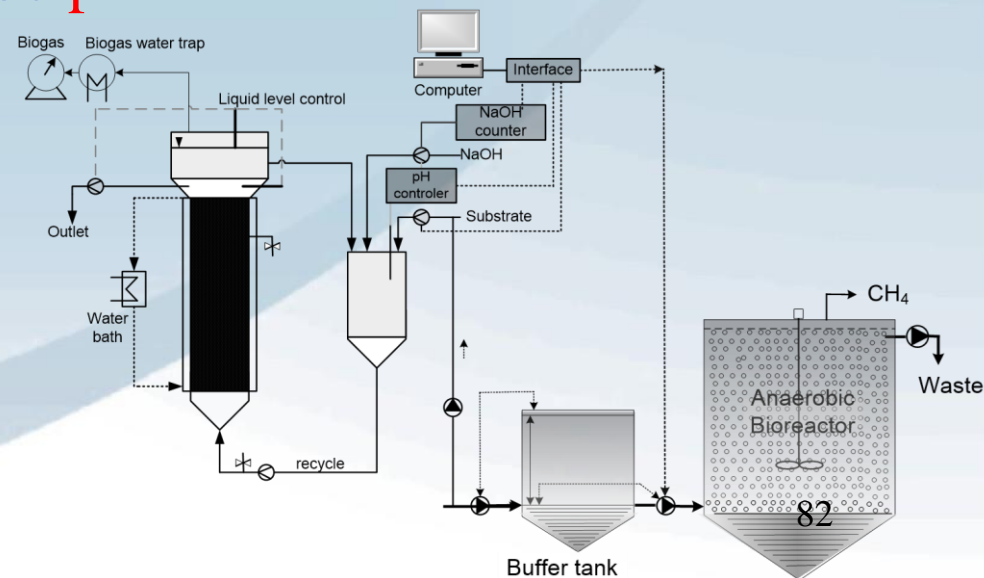 Biogas
Biogas water trap
Computer
Interface
Liquid level control
NaOH
counter
NaOH
pH
controler
Substrate
Outlet
Water
bath
recycle
CH4
Waste
Anaerobic
Bioreactor
82
Buffer tank